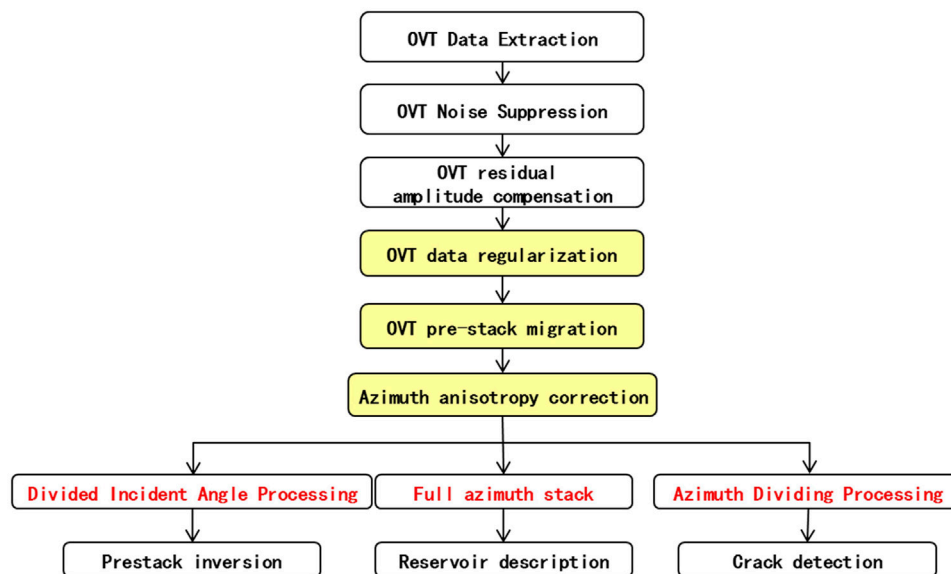 OVT Data Extraction
OVT Noise Suppression
OVT residual
amplitude compensation
OVT data regularization
OVT pre-stack migration
Azimuth anisotropy correction
Divided Incident Angle Processing
Full azimuth stack
Azimuth Dividing Processing
Prestack inversion
Reservoir description
Crack detection